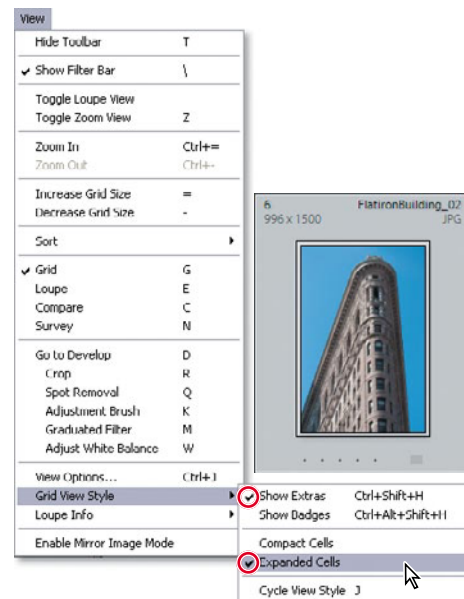 View
Hide Toolbar T
✓ Show Filter Bar \
Toggle Loupe View
Toggle Zoom View Z
Zoom In Ctrl+=
Zoom Out Ctrl+-
Increase Grid Size =
Decrease Grid Size -
Sort
✓ Grid G
Loupe E
Compare C
Survey N
Go to Develop D
Crop R
Spot Removal Q
Adjustment Brush K
Graduated Filter M
Adjust White Balance W
View Options... Ctrl+J
Grid View Style
Loupe Info
Enable Mirror Image Mode
6 FlatironBuilding_02
996 x 1500 JPG
✓ Show Extras Ctrl+Shift+H
Show Badges Ctrl+Alt+Shift+H
Compact Cells
✓ Expanded Cells
Cycle View Style J